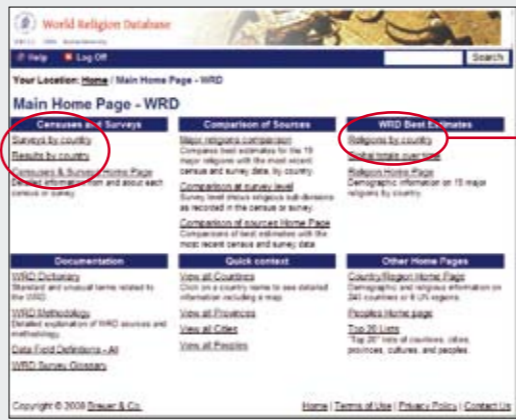 World Religion Database
Help Log Off Search
Your Location: Home / Main Home Page - WRD
Main Home Page - WRD
Censuses and Surveys
Surveys by country
Results by country
Censuses & Surveys Home Page
Detailed information from and about each
census or survey.
Comparison of Sources
Major religions comparison
Compares best estimates for the 19
major religions with the most recent
census and survey data, by country.
Comparison at survey level
Survey level shows religious sub-divisions
as recorded in the census or survey.
Comparison of sources Home Page
Comparisons of best estimates with the
most recent census and survey data
WRD Best Estimates
Religions by country
Global totals over time
Religion Home Page
Demographic information on 19 major
religions by country.
Documentation
WRD Dictionary
Standard and unusual terms related to
the WRD.
WRD Methodology
Detailed explanation of WRD sources and
methodology.
Data Field Definitions - All
WRD Survey Glossary
Quick context
View all Countries
Click on a country name to see detailed
information including a map.
View all Provinces
View all Cities
View all Peoples
Other Home Pages
Country/Region Home Page
Demographic and religious information on
240 countries or 6 UN regions.
Peoples Home page
Top 20 Lists
"Top 20" lists of countries, cities,
provinces, cultures, and peoples.
Copyright © 2008 & Co.
Home | Terms of Use | Privacy Policy | Contact Us